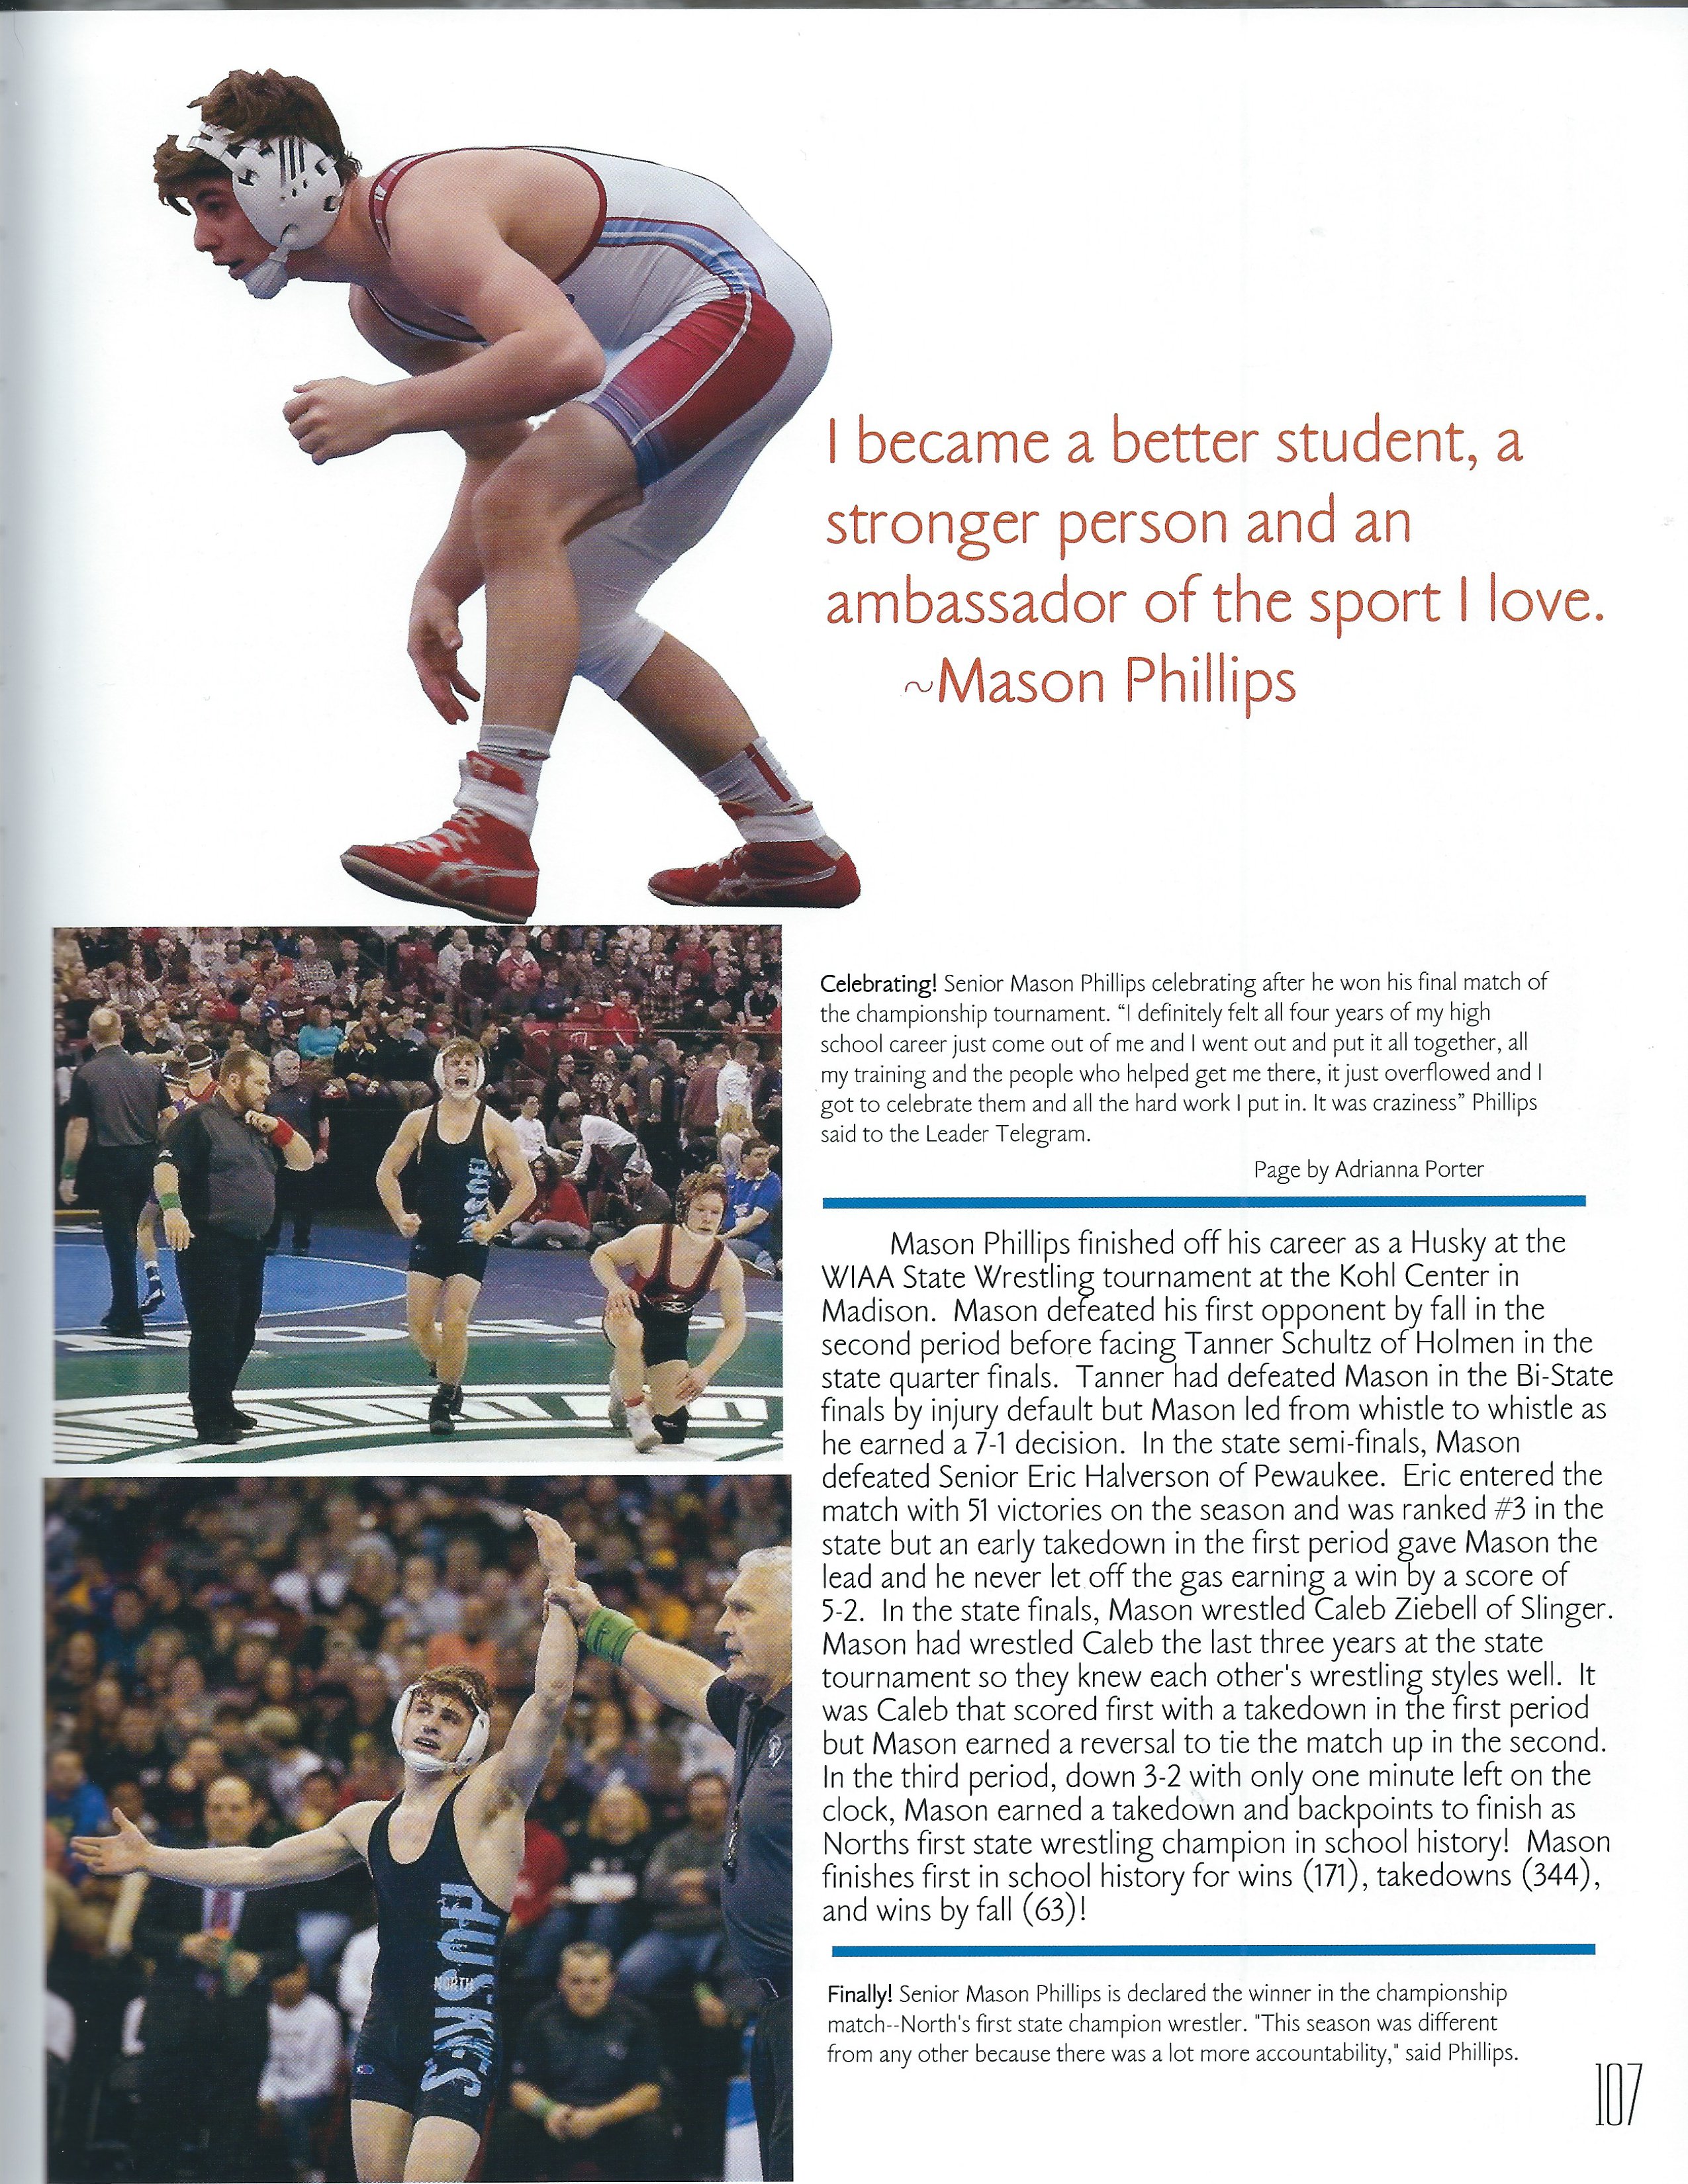 I became a better student, a
stronger person and an
ambassador of the sport I love.
~Mason Phillips
Celebrating! Senior Mason Phillips celebrating after he won his final match of
the championship tournament. “I definitely felt all four years of my high
school career just come out of me and I went out and put it all together, all
my training and the people who helped get me there, it just overflowed and I
got to celebrate them and all the hard work I put in. It was craziness” Phillips
said to the Leader Telegram.
Page by Adrianna Porter
Mason Phillips finished off his career as a Husky at the
WIAA State Wrestling tournament at the Kohl Center in
Madison. Mason defeated his first opponent by fall in the
second period before facing Tanner Schultz of Holmen in the
state quarter finals. Tanner had defeated Mason in the Bi-State
finals by injury default but Mason led from whistle to whistle as
he earned a 7-1 decision. In the state semi-finals, Mason
defeated Senior Eric Halverson of Pewaukee. Eric entered the
match with 51 victories on the season and was ranked #3 in the
state but an early takedown in the first period gave Mason the
lead and he never let off the gas earning a win by a score of
5-2. In the state finals, Mason wrestled Caleb Ziebell of Slinger.
Mason had wrestled Caleb the last three years at the state
tournament so they knew each other's wrestling styles well. It
was Caleb that scored first with a takedown in the first period
but Mason earned a reversal to tie the match up in the second.
In the third period, down 3-2 with only one minute left on the
clock, Mason earned a takedown and backpoints to finish as
Norths first state wrestling champion in school history! Mason
finishes first in school history for wins (171), takedowns (344),
and wins by fall (63)!
HUSKIES
NORTH
Finally! Senior Mason Phillips is declared the winner in the championship
match--North's first state champion wrestler. "This season was different
from any other because there was a lot more accountability," said Phillips.
107